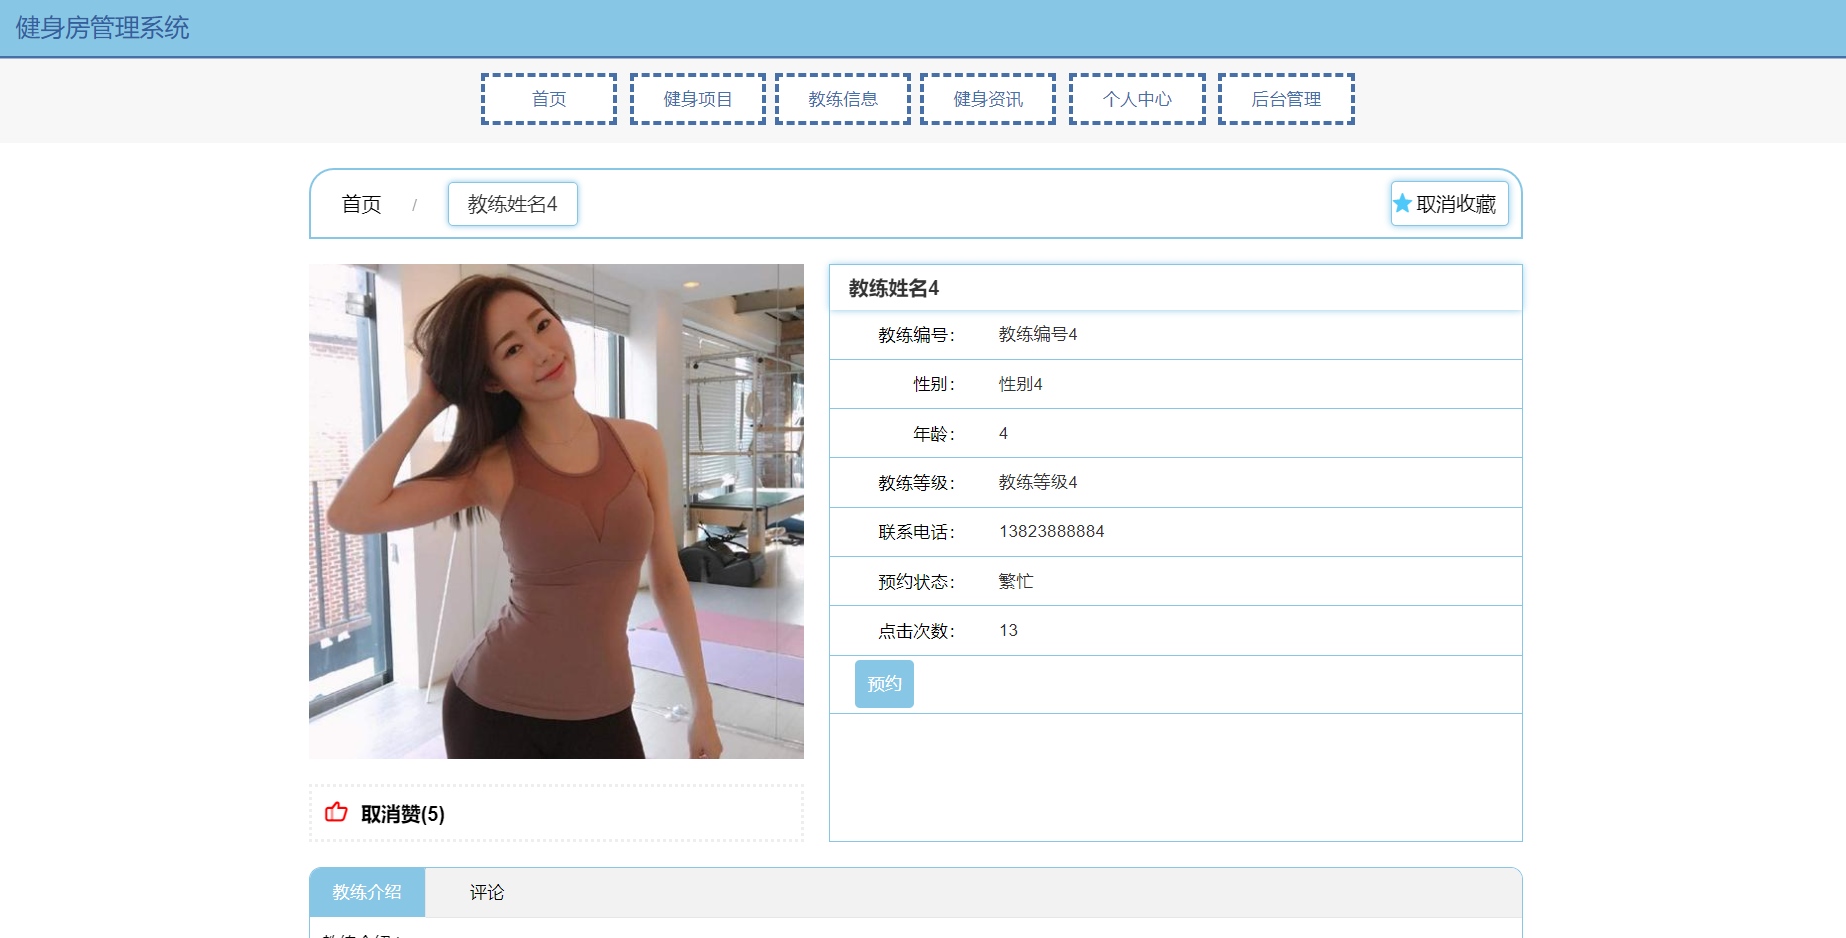 健身房管理系统
首页 健身项目 教练信息 健身资讯 个人中心 后台管理
首页 / 教练姓名4 取消收藏
教练姓名4
教练编号： 教练编号4
性别： 性别4
年龄： 4
教练等级： 教练等级4
联系电话： 13823888884
预约状态： 繁忙
点击次数： 13
预约
取消赞(5)
教练介绍 评论